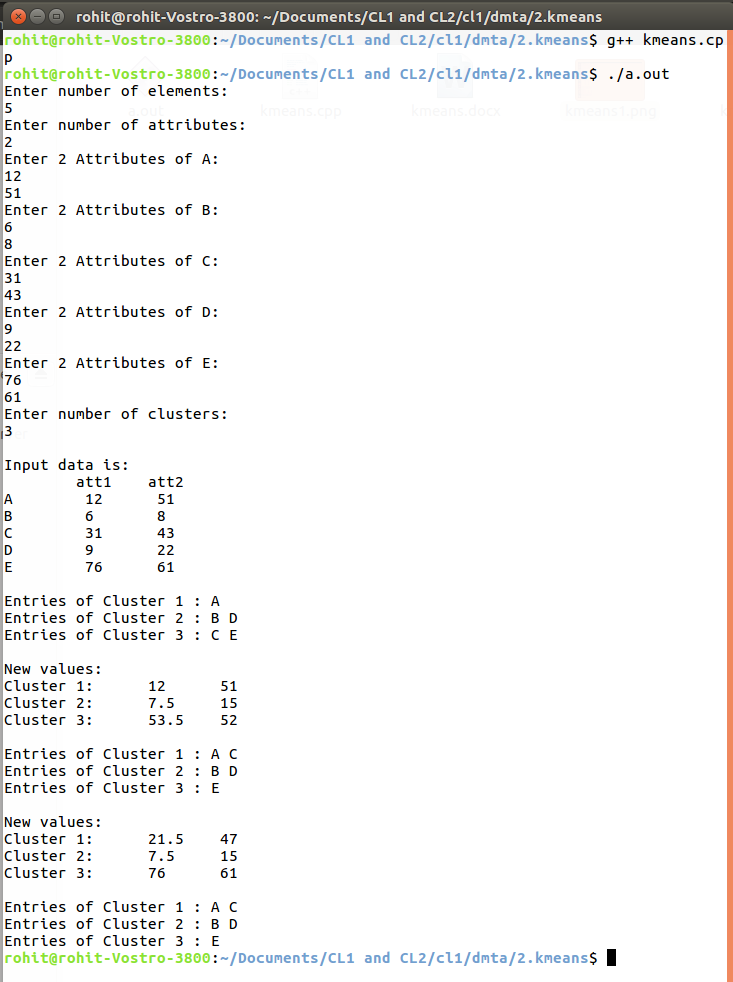 rohit@rohit-Vostro-3800: ~/Documents/CL1 and CL2/cl1/dmta/2.kmeans
rohit@rohit-Vostro-3800:~/Documents/CL1 and CL2/cl1/dmta/2.kmeans$ g++ kmeans.cp
p
rohit@rohit-Vostro-3800:~/Documents/CL1 and CL2/cl1/dmta/2.kmeans$ ./a.out
Enter number of elements:
5
a.out kmeans.cpp kmeans.docx kmeans1.png
Enter number of attributes:
2
Enter 2 Attributes of A:
12
51
Enter 2 Attributes of B:
6
8
Enter 2 Attributes of C:
31
43
Enter 2 Attributes of D:
9
22
Enter 2 Attributes of E:
76
61
Enter number of clusters:
3
Input data is:
att1 att2
A 12 51
B 6 8
C 31 43
D 9 22
E 76 61
Entries of Cluster 1 : A
Entries of Cluster 2 : B D
Entries of Cluster 3 : C E
New values:
Cluster 1: 12 51
Cluster 2: 7.5 15
Cluster 3: 53.5 52
Entries of Cluster 1 : A C
Entries of Cluster 2 : B D
Entries of Cluster 3 : E
New values:
Cluster 1: 21.5 47
Cluster 2: 7.5 15
Cluster 3: 76 61
Entries of Cluster 1 : A C
Entries of Cluster 2 : B D
Entries of Cluster 3 : E
rohit@rohit-Vostro-3800:~/Documents/CL1 and CL2/cl1/dmta/2.kmeans$